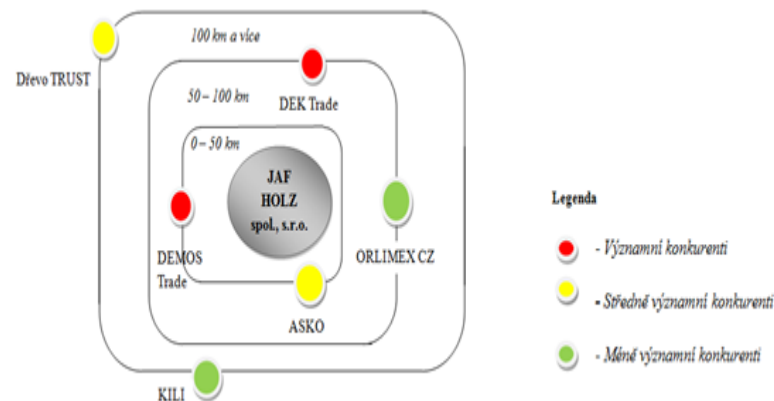 100 km a více
Dřevo TRUST
50 – 100 km
DEK Trade
0 – 50 km
JAF
HOLZ
spol., s.r.o.
DEMOS
Trade
ORLIMEX CZ
ASKO
KILI
Legenda
- Významní konkurenti
- Středně významní konkurenti
- Méně významní konkurenti